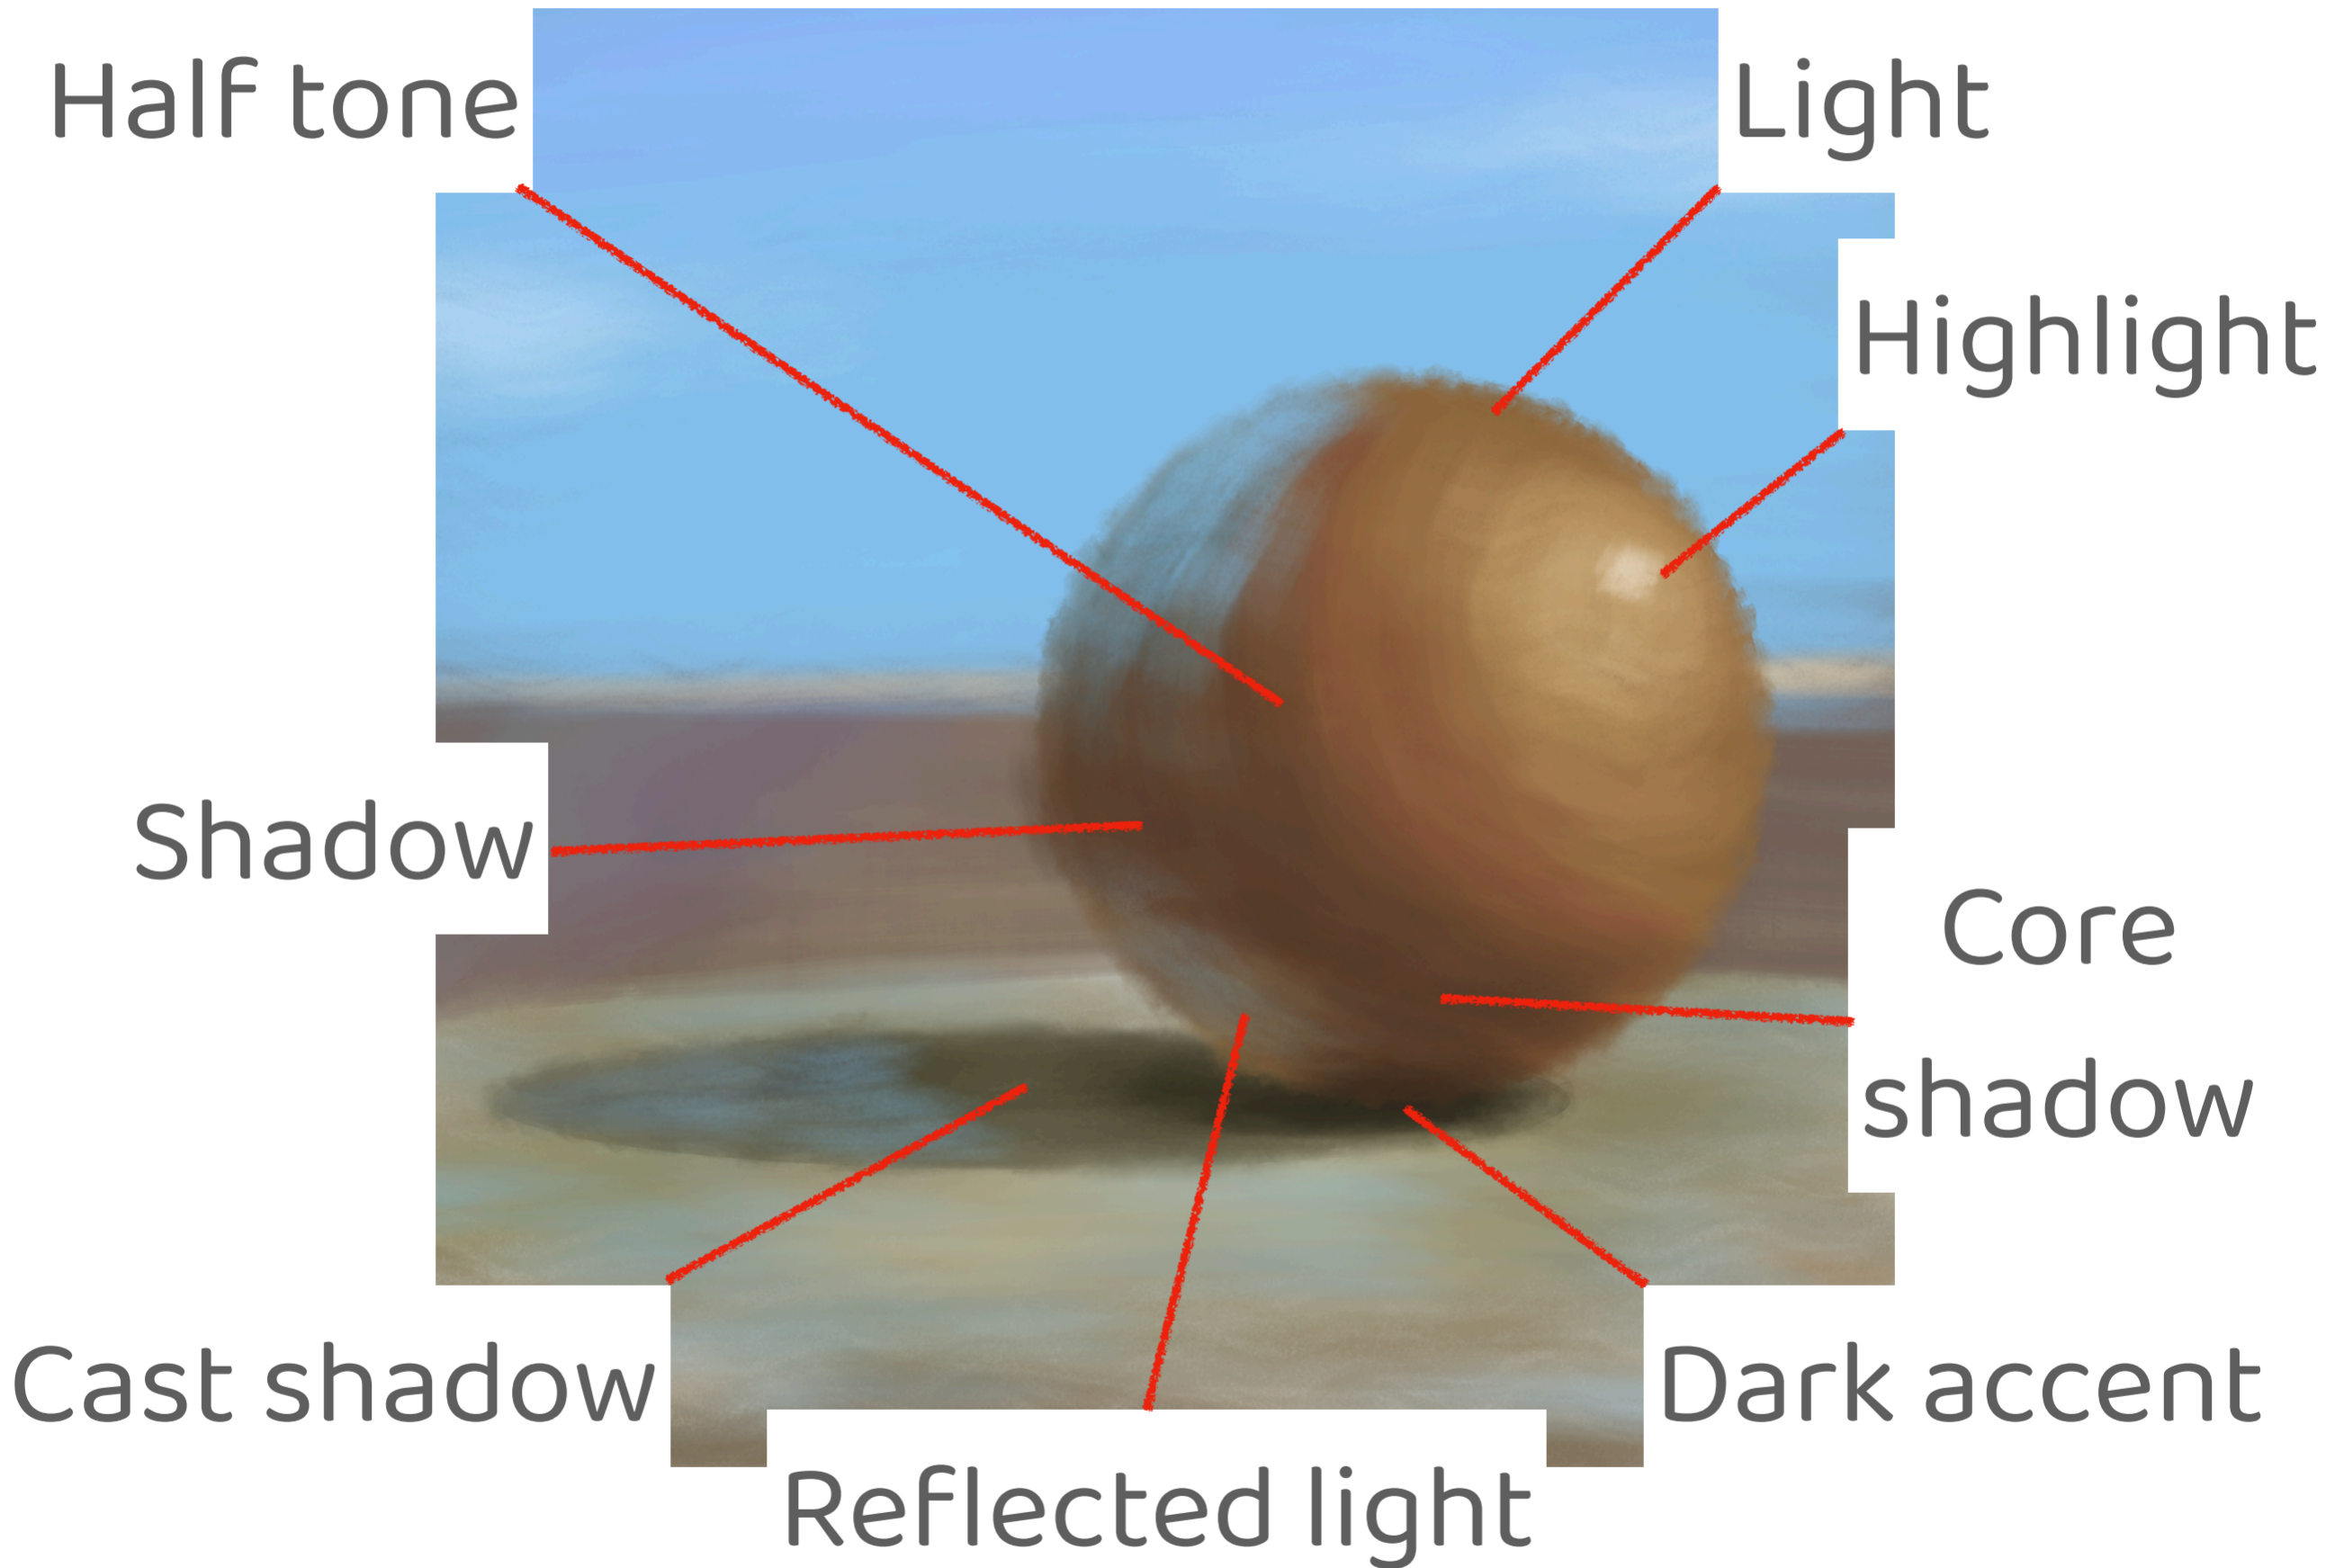 Half tone
Light
Highlight
Shadow
Core
shadow
Cast shadow
Dark accent
Reflected light